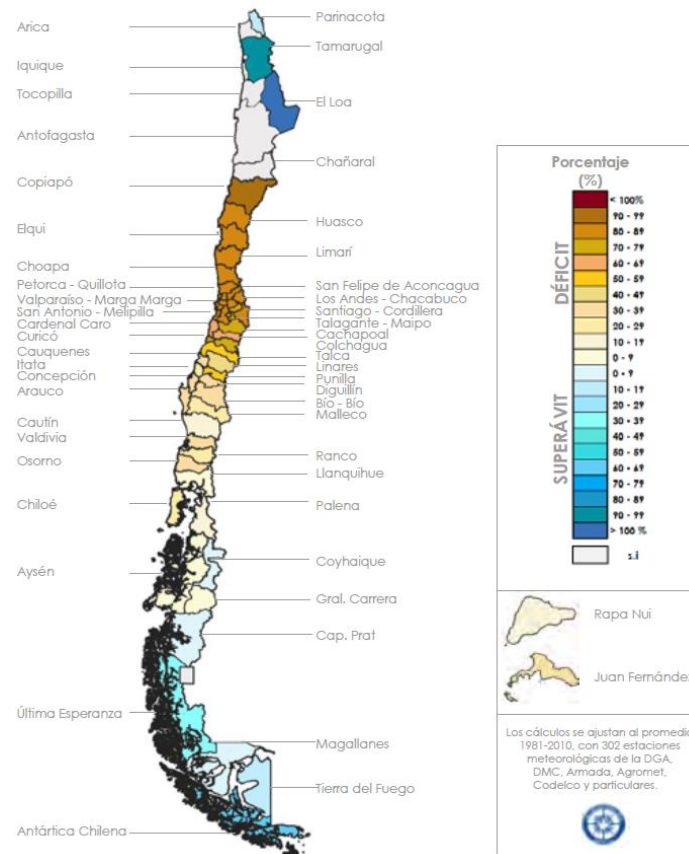 Arica
Iquique
Tocopilla
Antofagasta
Copiapó
Elqui
Choapa
Petorca - Quillota
Valparaíso - Marga Marga
San Antonio - Melipilla
Cardenal Caro
Curicó
Cauquenes
Itata
Concepción
Arauco
Cautín
Valdivia
Osorno
Chiloé
Aysén
Última Esperanza
Antártica Chilena
Parinacota
Tamarugal
El Loa
Chañaral
Huasco
Limarí
San Felipe de Aconcagua
Los Andes - Chacabuco
Santiago - Cordillera
Talagante - Maipo
Cachapoal
Colchagua
Talca
Linares
Punilla
Diguillín
Bío - Bío
Malleco
Ranco
Llanquihue
Palena
Coyhaique
Gral. Carrera
Cap. Prat
Magallanes
Tierra del Fuego
Porcentaje
(%)
DÉFICIT
< 100%
90 - 99
80 - 89
70 - 79
60 - 69
50 - 59
40 - 49
30 - 39
20 - 29
10 - 19
0 - 9
SUPERÁVIT
0 - 9
10 - 19
20 - 29
30 - 39
40 - 49
50 - 59
60 - 69
70 - 79
80 - 89
90 - 99
> 100 %
s.i
Rapa Nui
Juan Fernández
Los cálculos se ajustan al promedio
1981-2010, con 302 estaciones
meteorológicas de la DGA,
DMC, Armada, Agromet,
Codelco y particulares.